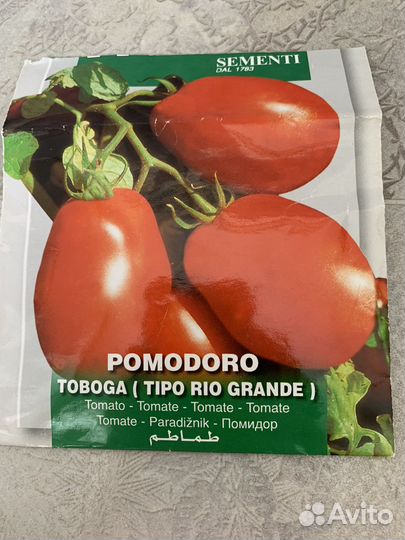 SEMENTI
DAL 1783
POMODORO
TOBOGA ( TIPO RIO GRANDE )
Tomato - Tomate - Tomate - Tomate
Tomate - Paradižnik - Помидор
طماطم
Avito